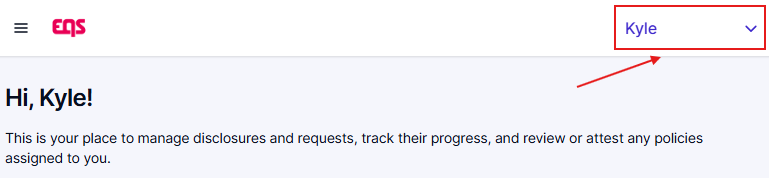 EQS
Kyle
Hi, Kyle!
This is your place to manage disclosures and requests, track their progress, and review or attest any policies
assigned to you.